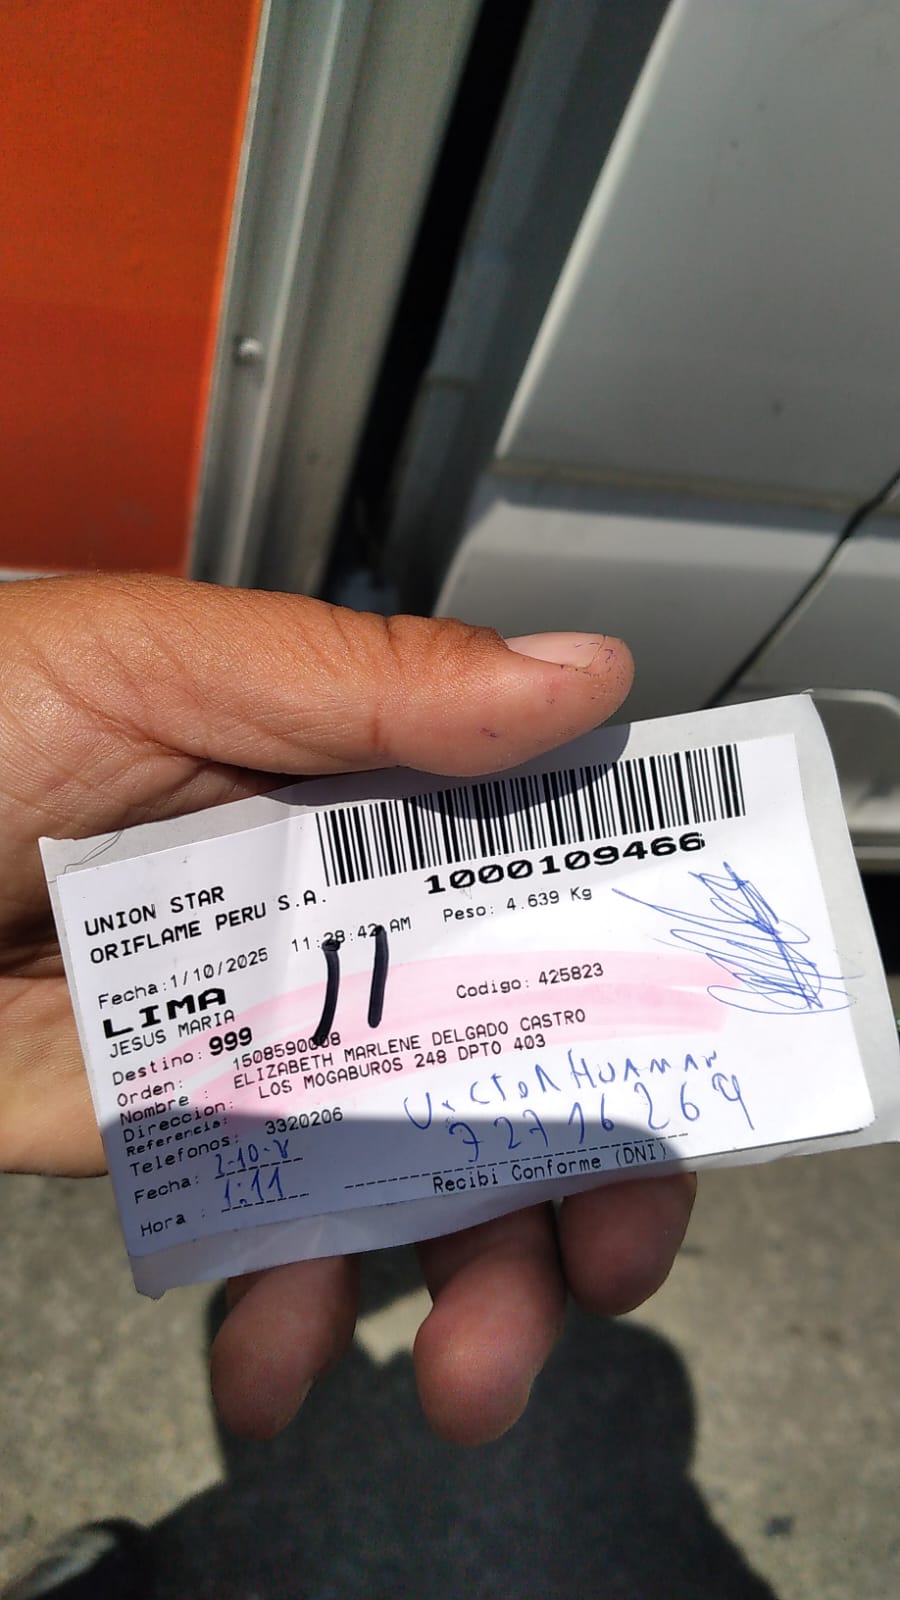 1000109466
UNION STAR
ORIFLAME PERU S.A.
Peso: 4.639 Kg
Fecha:1/10/2025 11:28:42 AM
LIMA
JESUS MARIA
Codigo: 425823
Destino: 999
Orden: 1508590008
Nombre : ELIZABETH MARLENE DELGADO CASTRO
Direccion: LOS MOGABUROS 248 DPTO 403
Referencia:
Telefonos: 3320206
VICTOR HUAMAN
72716269
Fecha: 2-10-
Hora : 1:11
Recibi Conforme (DNI)